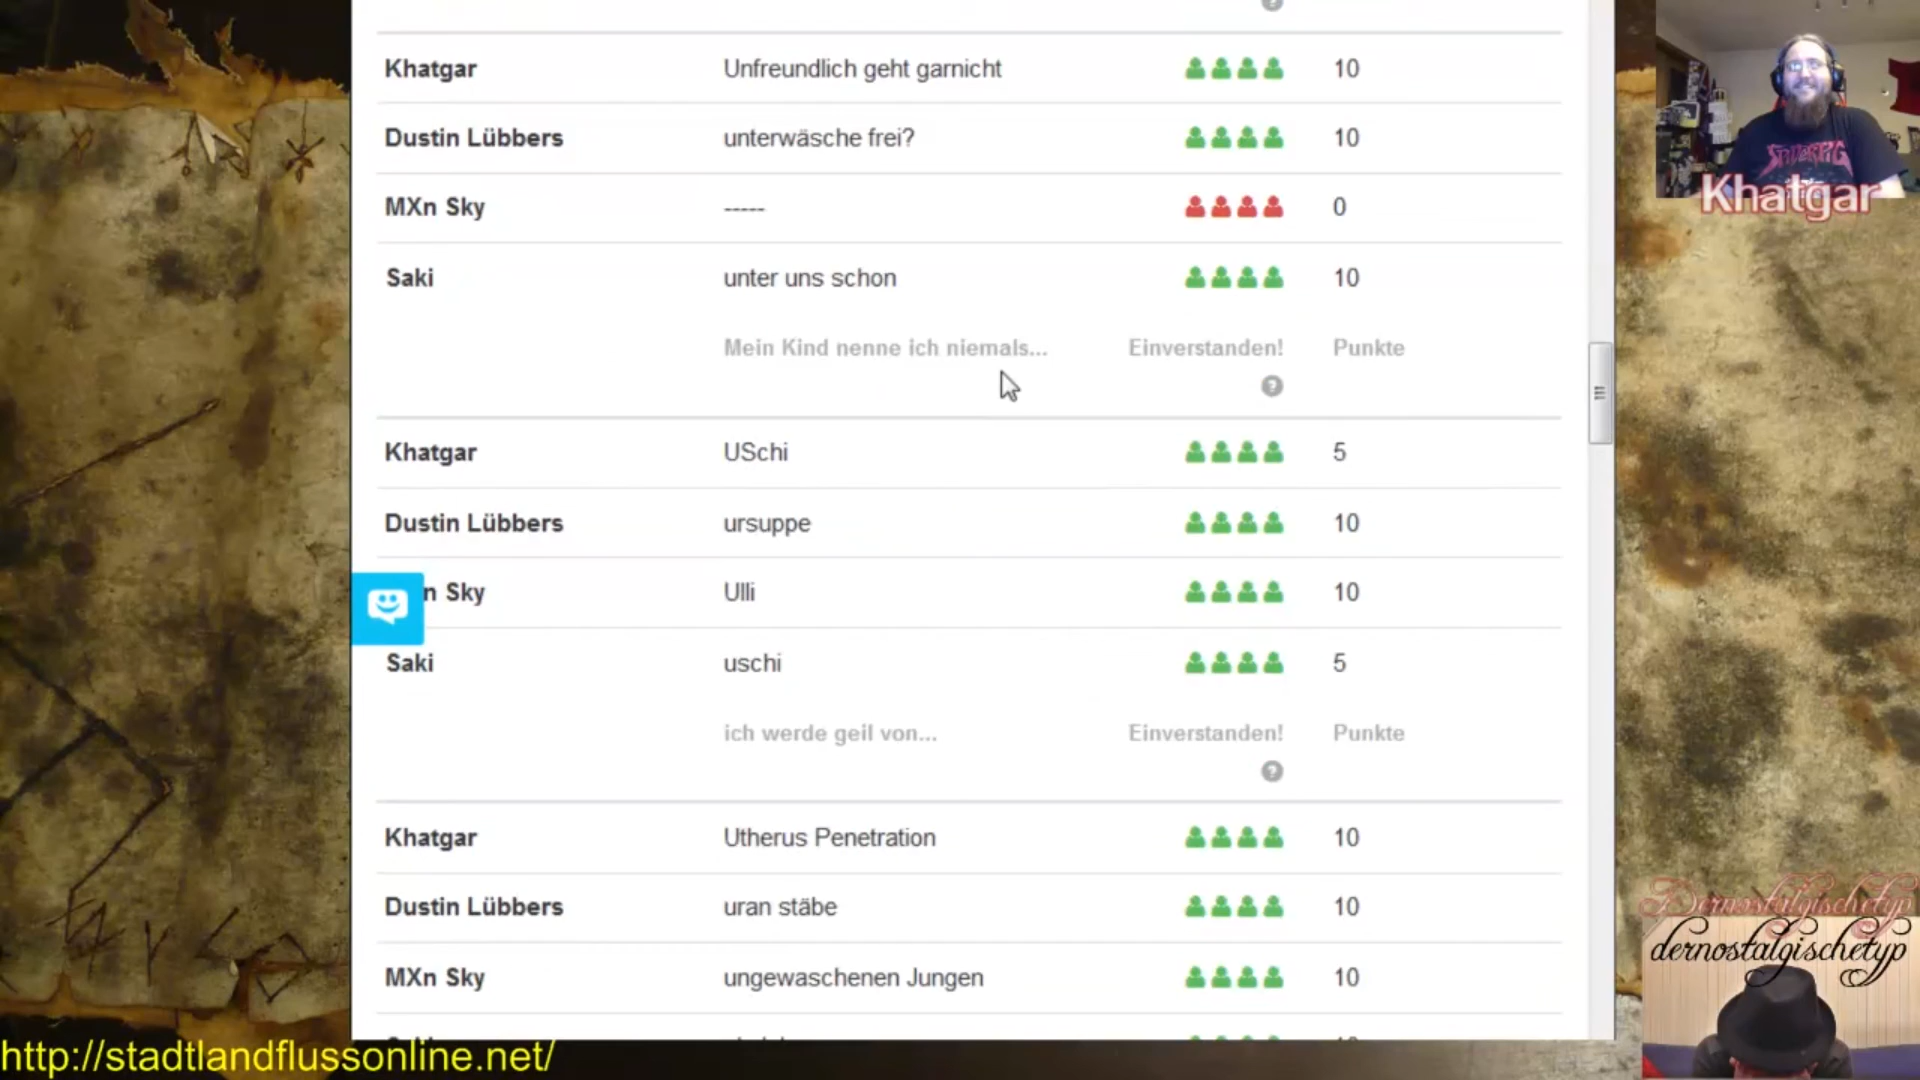 Khatgar Unfreundlich geht garnicht 10
Dustin Lübbers unterwäsche frei? 10
MXn Sky ----- 0
Saki unter uns schon 10
Mein Kind nenne ich niemals... Einverstanden! Punkte
?
Khatgar USchi 5
Dustin Lübbers ursuppe 10
n Sky Ulli 10
Saki uschi 5
ich werde geil von... Einverstanden! Punkte
?
Khatgar Utherus Penetration 10
Dustin Lübbers uran stäbe 10
MXn Sky ungewaschenen Jungen 10
http://stadtlandflussonline.net/
Khatgar
Dernostalgischetyp
dernostalgischetyp